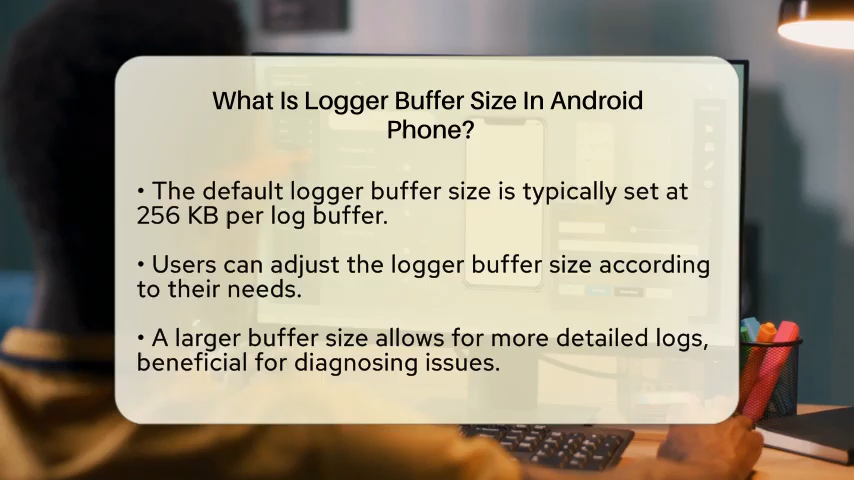 What Is Logger Buffer Size In Android
Phone?
• The default logger buffer size is typically set at
256 KB per log buffer.
• Users can adjust the logger buffer size according
to their needs.
• A larger buffer size allows for more detailed logs,
beneficial for diagnosing issues.